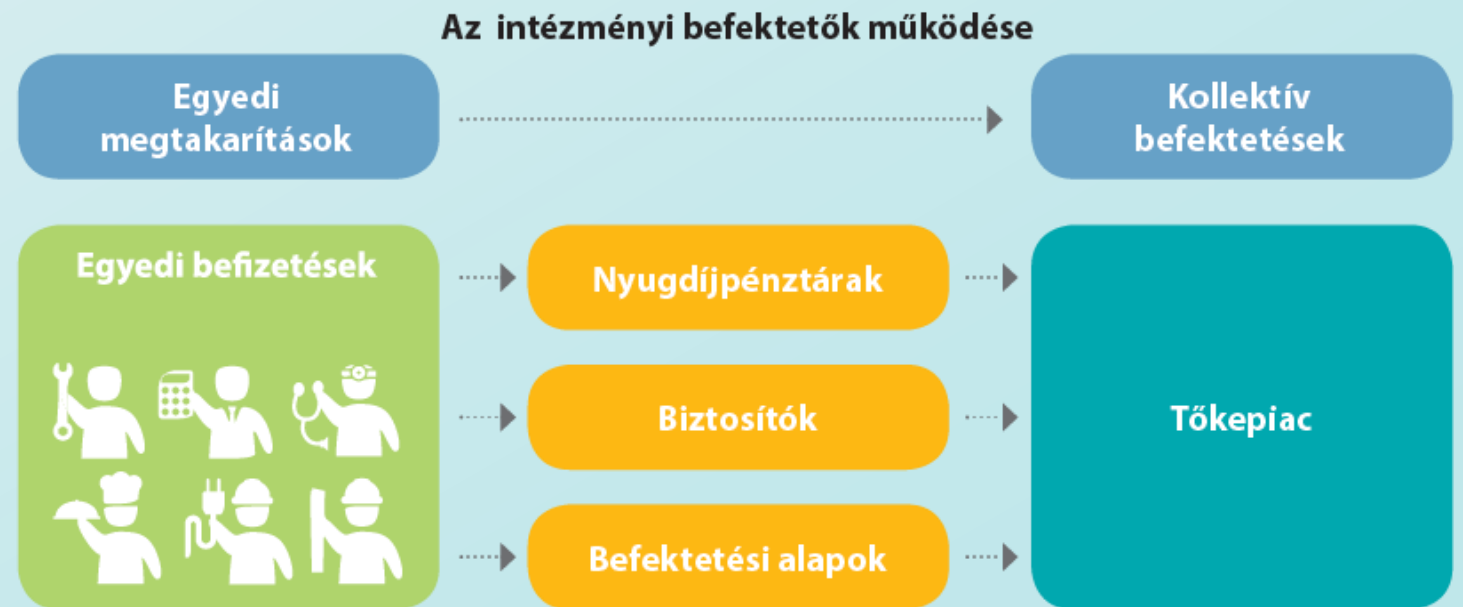 Az intézményi befektetők működése
Egyedi
megtakarítások
Kollektív
befektetések
Egyedi befizetések
Nyugdíjpénztárak
Biztosítók
Befektetési alapok
Tőkepiac